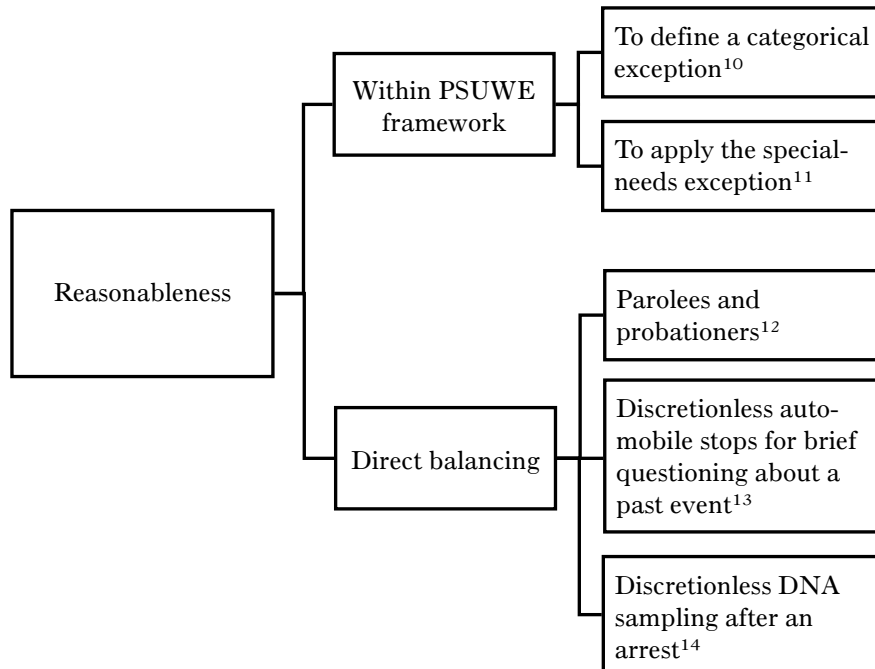 To define a categorical
exception¹⁰
Within PSUWE
framework
To apply the special-
needs exception¹¹
Reasonableness
Parolees and
probationers¹²
Discretionless auto-
mobile stops for brief
questioning about a
past event¹³
Direct balancing
Discretionless DNA
sampling after an
arrest¹⁴